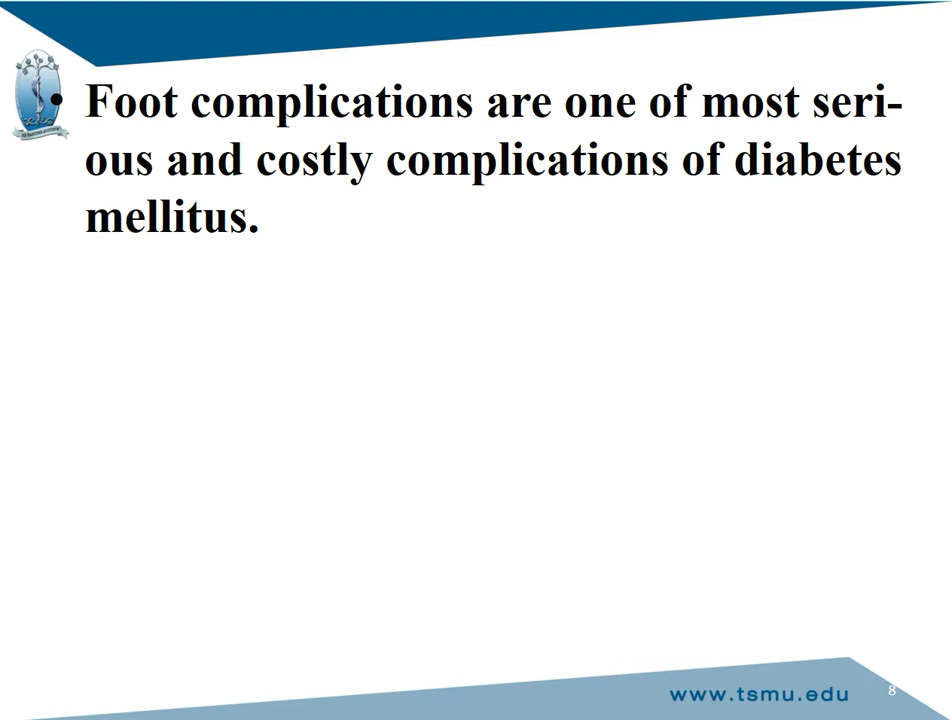 • Foot complications are one of most seri-
ous and costly complications of diabetes
mellitus.
www.tsmu.edu
8